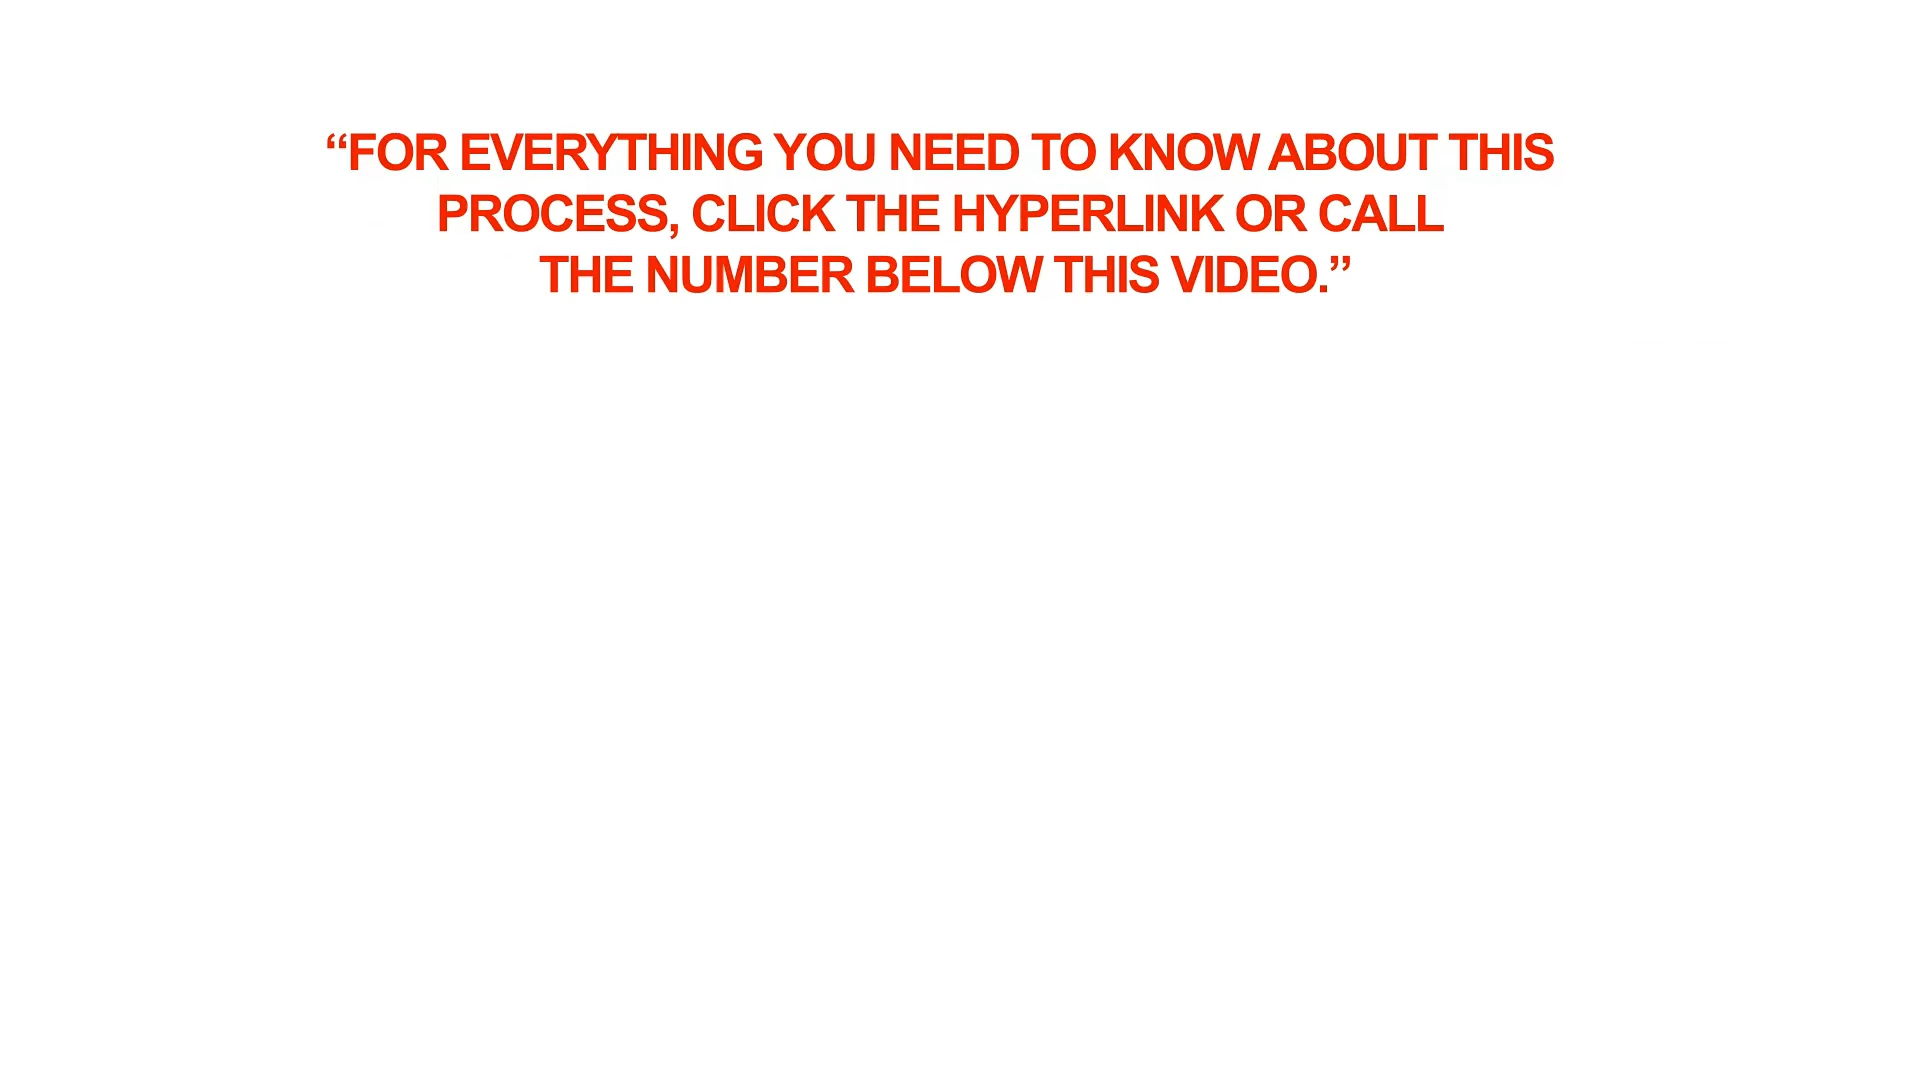 “FOR EVERYTHING YOU NEED TO KNOW ABOUT THIS
PROCESS, CLICK THE HYPERLINK OR CALL
THE NUMBER BELOW THIS VIDEO.”